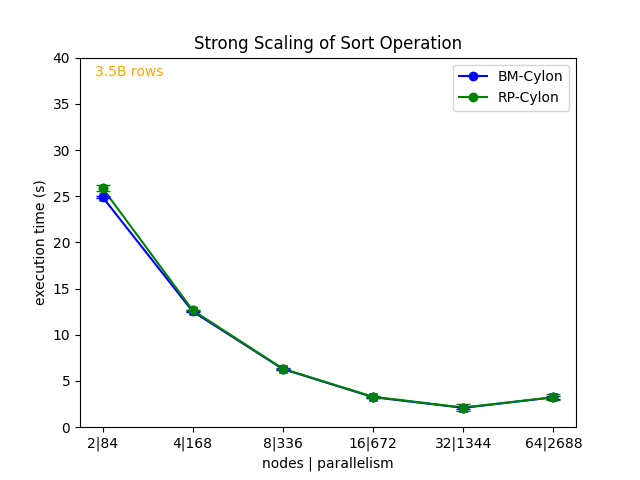 Strong Scaling of Sort Operation
3.5B rows
BM-Cylon
RP-Cylon
execution time (s)
40
35
30
25
20
15
10
5
0
2|84 4|168 8|336 16|672 32|1344 64|2688
nodes | parallelism